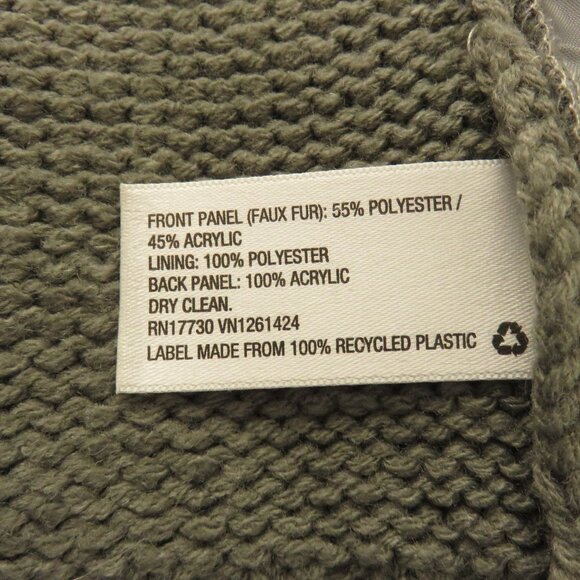 FRONT PANEL (FAUX FUR): 55% POLYESTER /
45% ACRYLIC
LINING: 100% POLYESTER
BACK PANEL: 100% ACRYLIC
DRY CLEAN.
RN17730 VN1261424
LABEL MADE FROM 100% RECYCLED PLASTIC